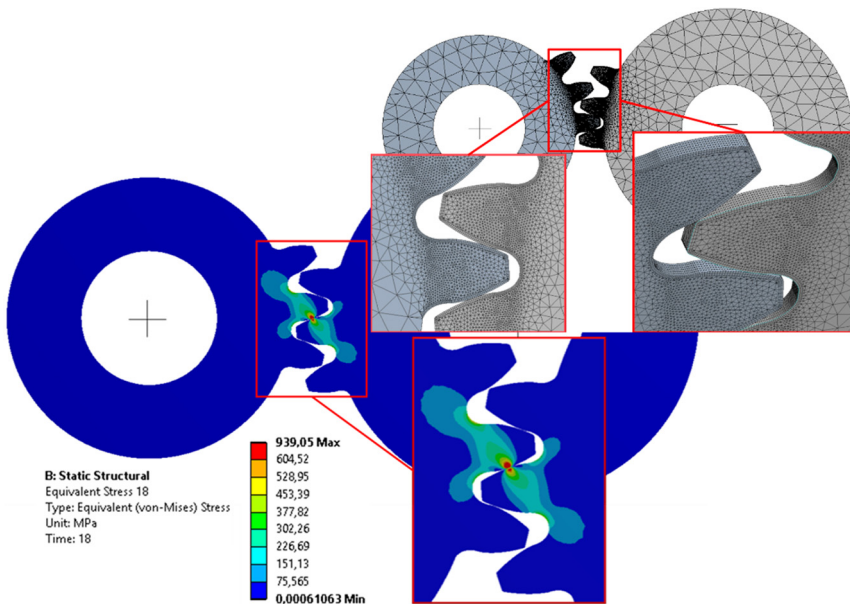 B: Static Structural
Equivalent Stress 18
Type: Equivalent (von-Mises) Stress
Unit: MPa
Time: 18
939,05 Max
604,52
528,95
453,39
377,82
302,26
226,69
151,13
75,565
0,00061063 Min